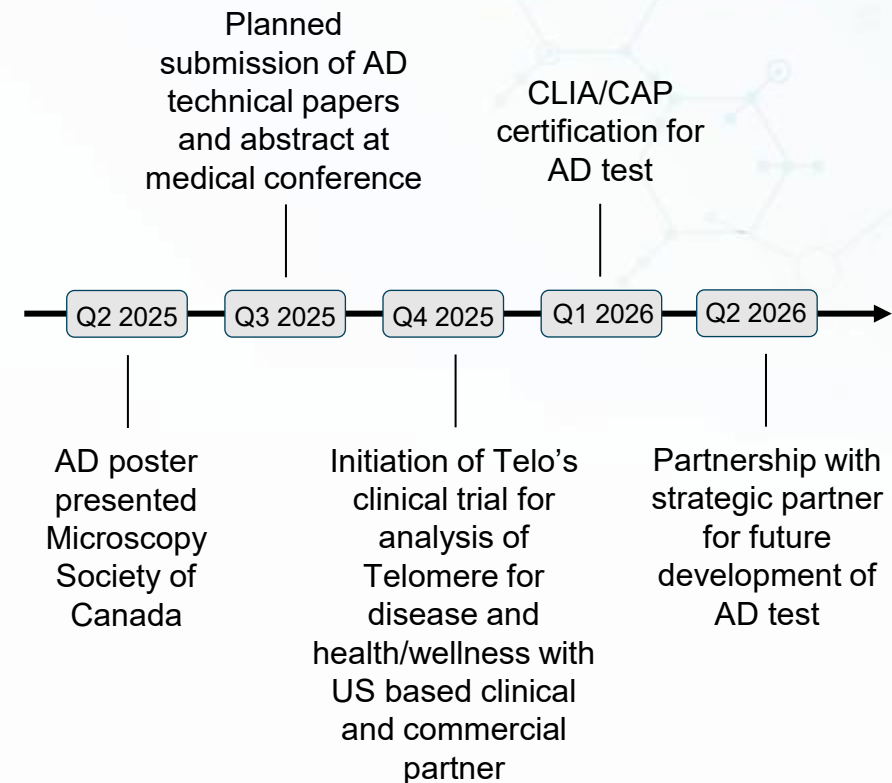 Planned
submission of AD
technical papers
and abstract at
medical conference
CLIA/CAP
certification for
AD test
Q2 2025
Q3 2025
Q4 2025
Q1 2026
Q2 2026
AD poster
presented
Microscopy
Society of
Canada
Initiation of Telo’s
clinical trial for
analysis of
Telomere for
disease and
health/wellness with
US based clinical
and commercial
partner
Partnership with
strategic partner
for future
development of
AD test